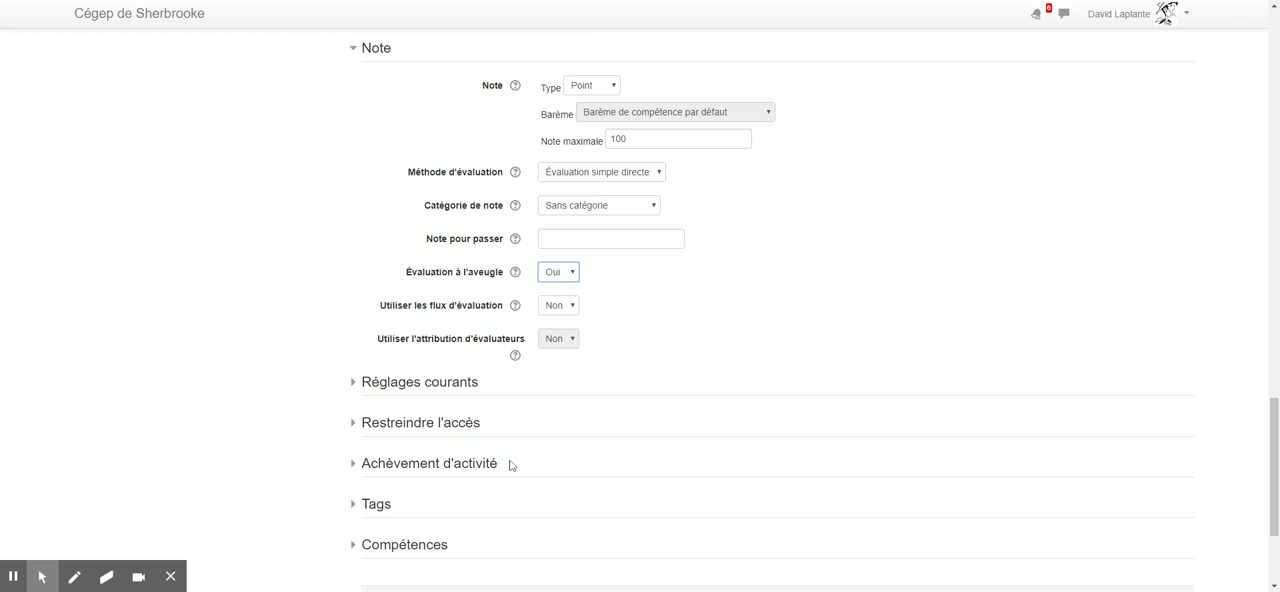 Cégep de Sherbrooke
6
David Laplante
Note
Note
Type Point
Barème Barème de compétence par défaut
Note maximale 100
Méthode d'évaluation Évaluation simple directe
Catégorie de note Sans catégorie
Note pour passer
Évaluation à l'aveugle Oui
Utiliser les flux d'évaluation Non
Utiliser l'attribution d'évaluateurs Non
Réglages courants
Restreindre l'accès
Achèvement d'activité
Tags
Compétences